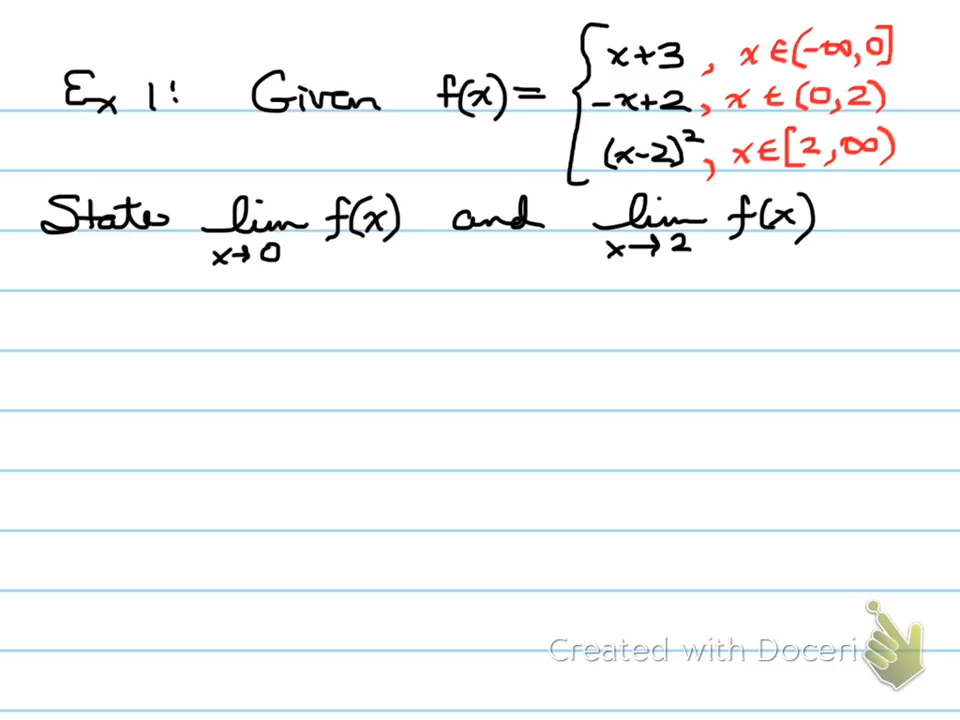 Ex 1: Given f(x) = { x+3 , x ∈ (-∞, 0]
-x+2 , x ∈ (0, 2)
(x-2)² , x ∈ [2, ∞)
State lim x→0 f(x) and lim x→2 f(x)
Created with Doceri